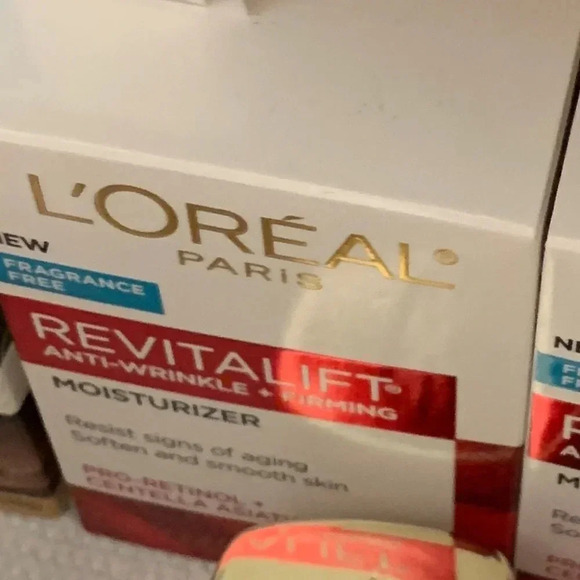 L'ORÉAL®
PARIS
NEW
FRAGRANCE
FREE
REVITALIFT®
ANTI-WRINKLE + FIRMING
MOISTURIZER
Resist signs of aging
Soften and smooth skin
PRO-RETINOL +
CENTELLA ASIATI